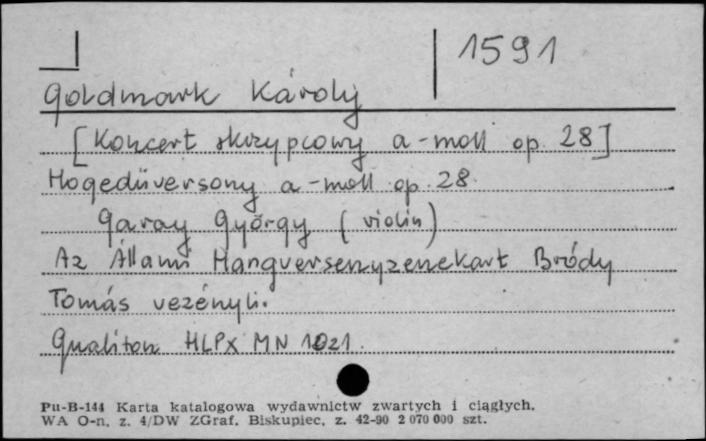 1591
Goldmark Károly
[Koncert skrzypcowy a-moll op. 28]
Hogedüversony a-moll op. 28.
Garay György (violin)
Az Állami Hangversenyzenekart Bródy
Tomás vezényli.
Qualiton HLPX MN 1021.
Pu-B-144 Karta katalogowa wydawnictw zwartych i ciągłych.
WA O-n, z. 4/DW ZGraf. Biskupiec, z. 42-90 2 070 000 szt.